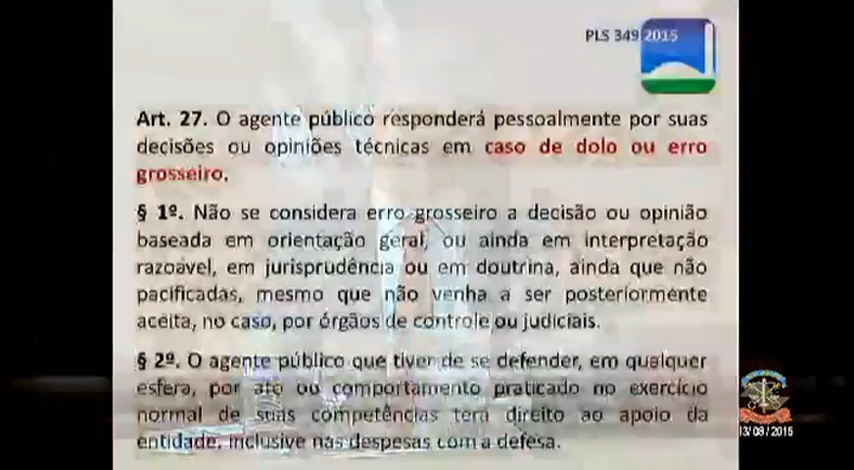 PLS 349 2015
Art. 27. O agente público responderá pessoalmente por suas
decisões ou opiniões técnicas em caso de dolo ou erro
grosseiro.
§ 1º. Não se considera erro grosseiro a decisão ou opinião
baseada em orientação geral, ou ainda em interpretação
razoável, em jurisprudência ou em doutrina, ainda que não
pacificadas, mesmo que não venha a ser posteriormente
aceita, no caso, por órgãos de controle ou judiciais.
§ 2º. O agente público que tiver de se defender, em qualquer
esfera, por ato ou comportamento praticado no exercício
normal de suas competências terá direito ao apoio da
entidade, inclusive nas despesas com a defesa.
13/08/2015